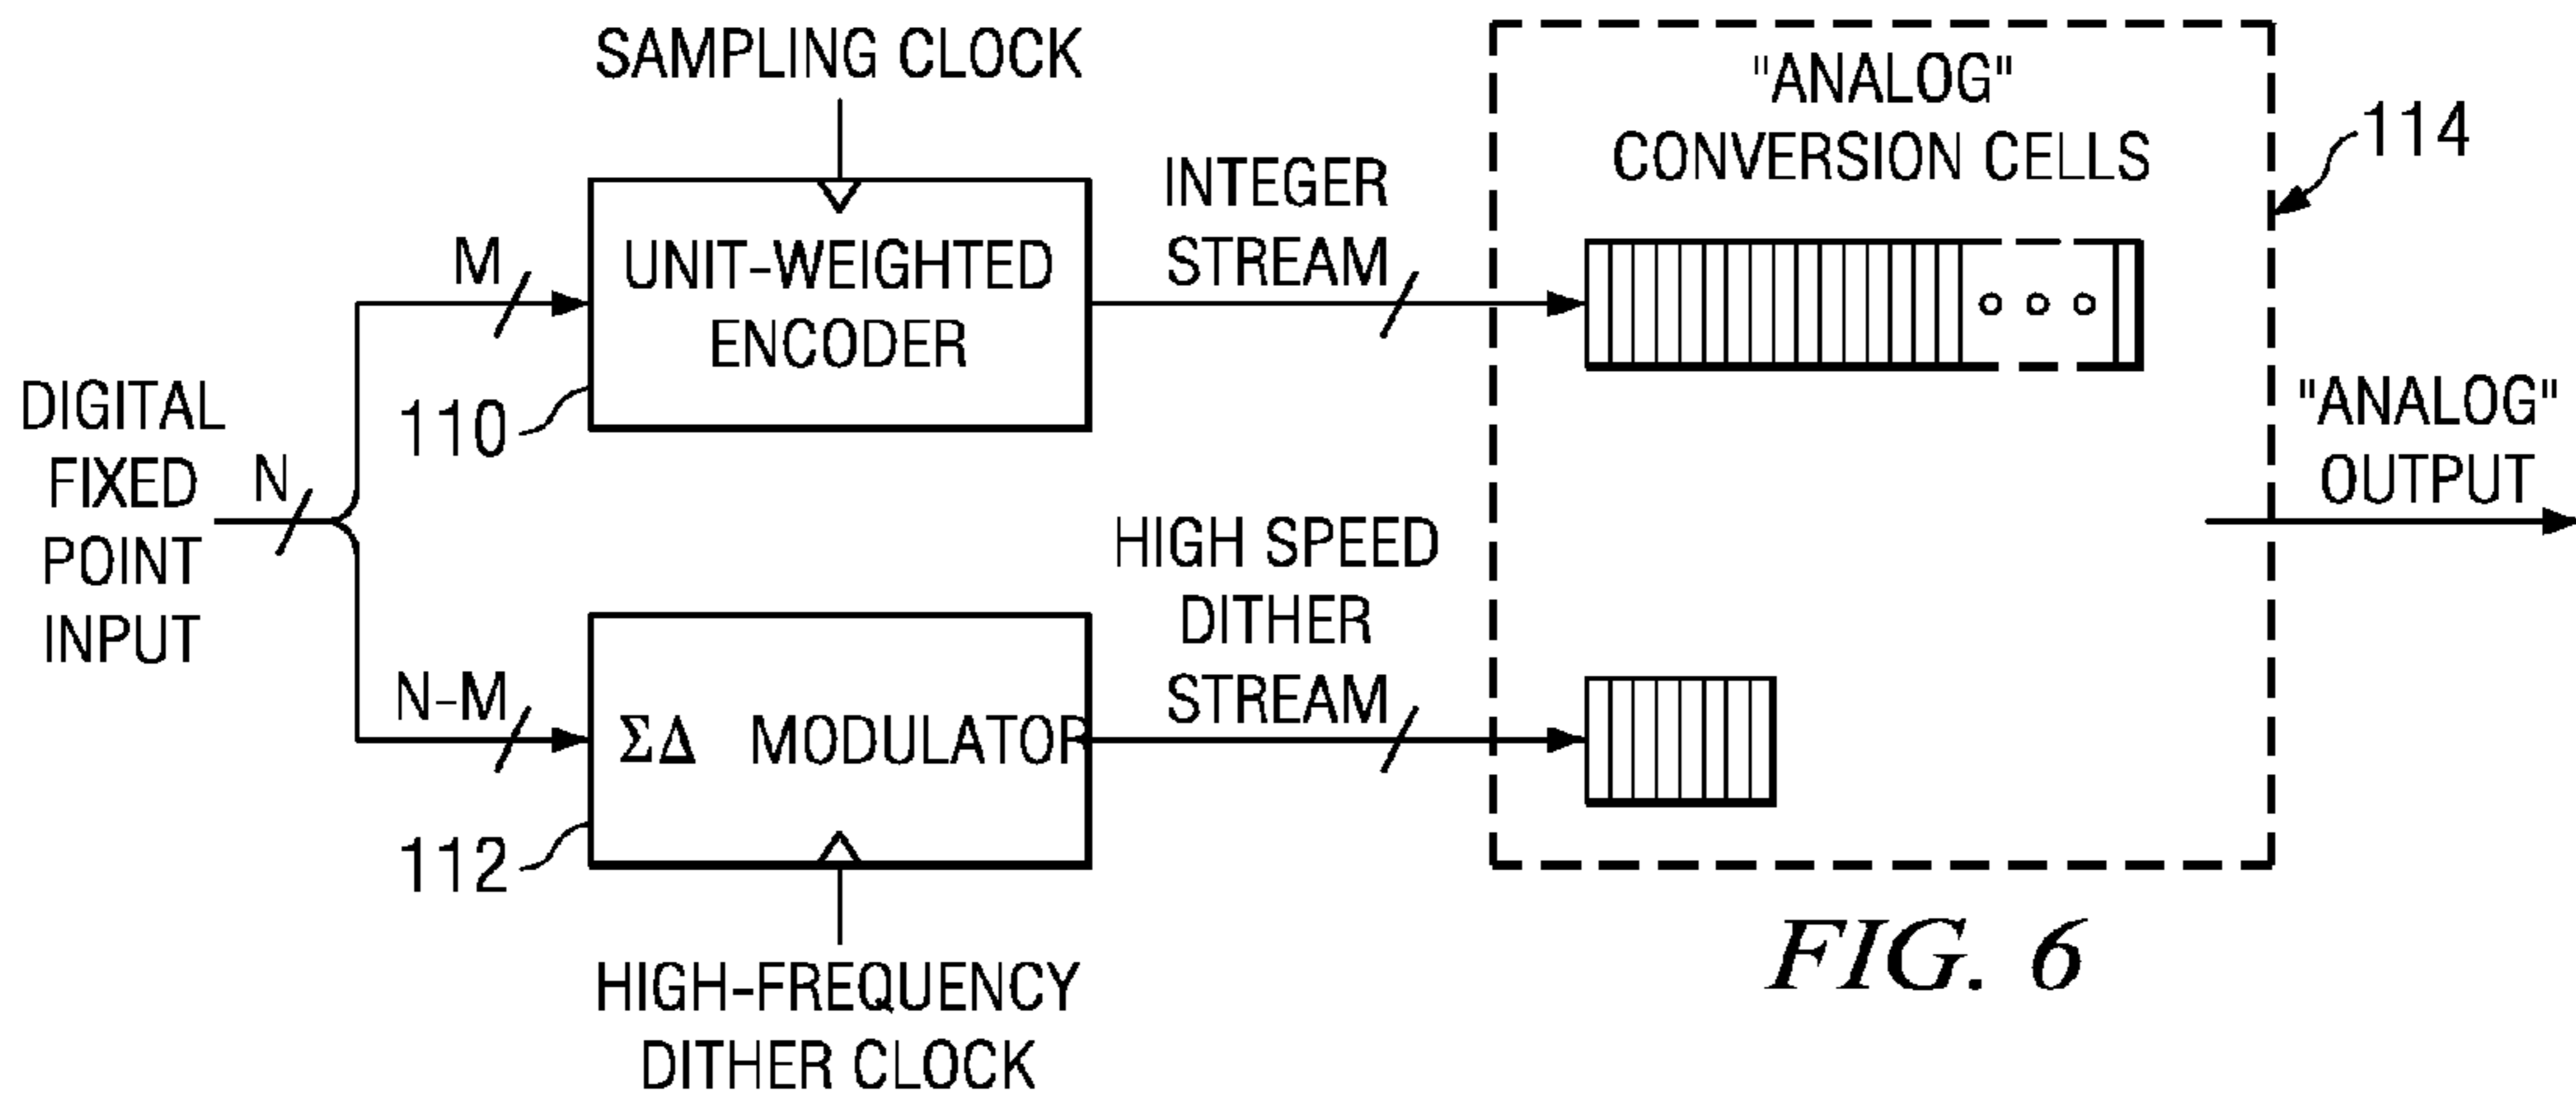 SAMPLING CLOCK
"ANALOG"
CONVERSION CELLS
114
INTEGER
STREAM
M
UNIT-WEIGHTED
ENCODER
110
DIGITAL
FIXED
POINT
INPUT
N
"ANALOG"
OUTPUT
HIGH SPEED
DITHER
STREAM
N-M
ΣΔ MODULATOR
112
HIGH-FREQUENCY
DITHER CLOCK
FIG. 6